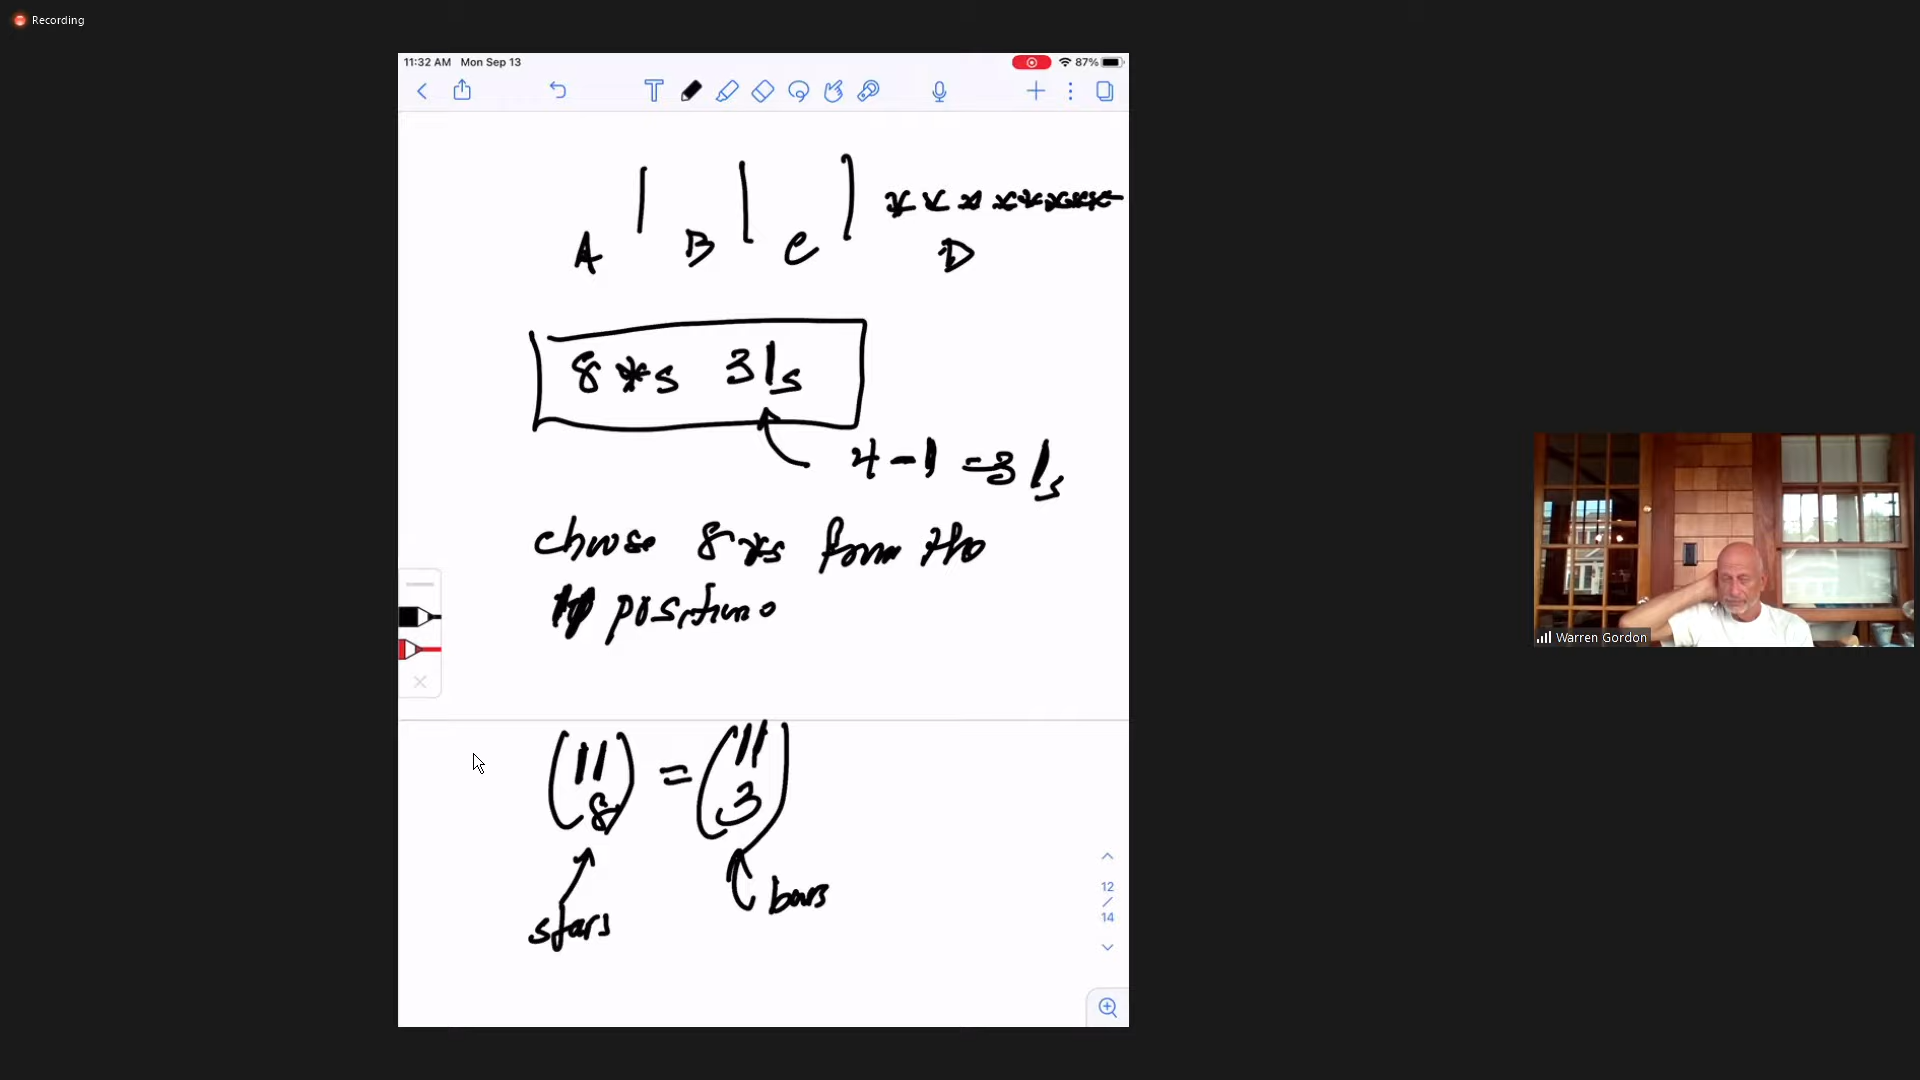 Recording
11:32 AM Mon Sep 13
87%
T
| | | ********
A B C D
8 *s 3 |s
4 - 1 = 3 |s
choose 8 *s from the
11 positions
(11 8) = (11 3)
stars
bars
12
/
14
Warren Gordon